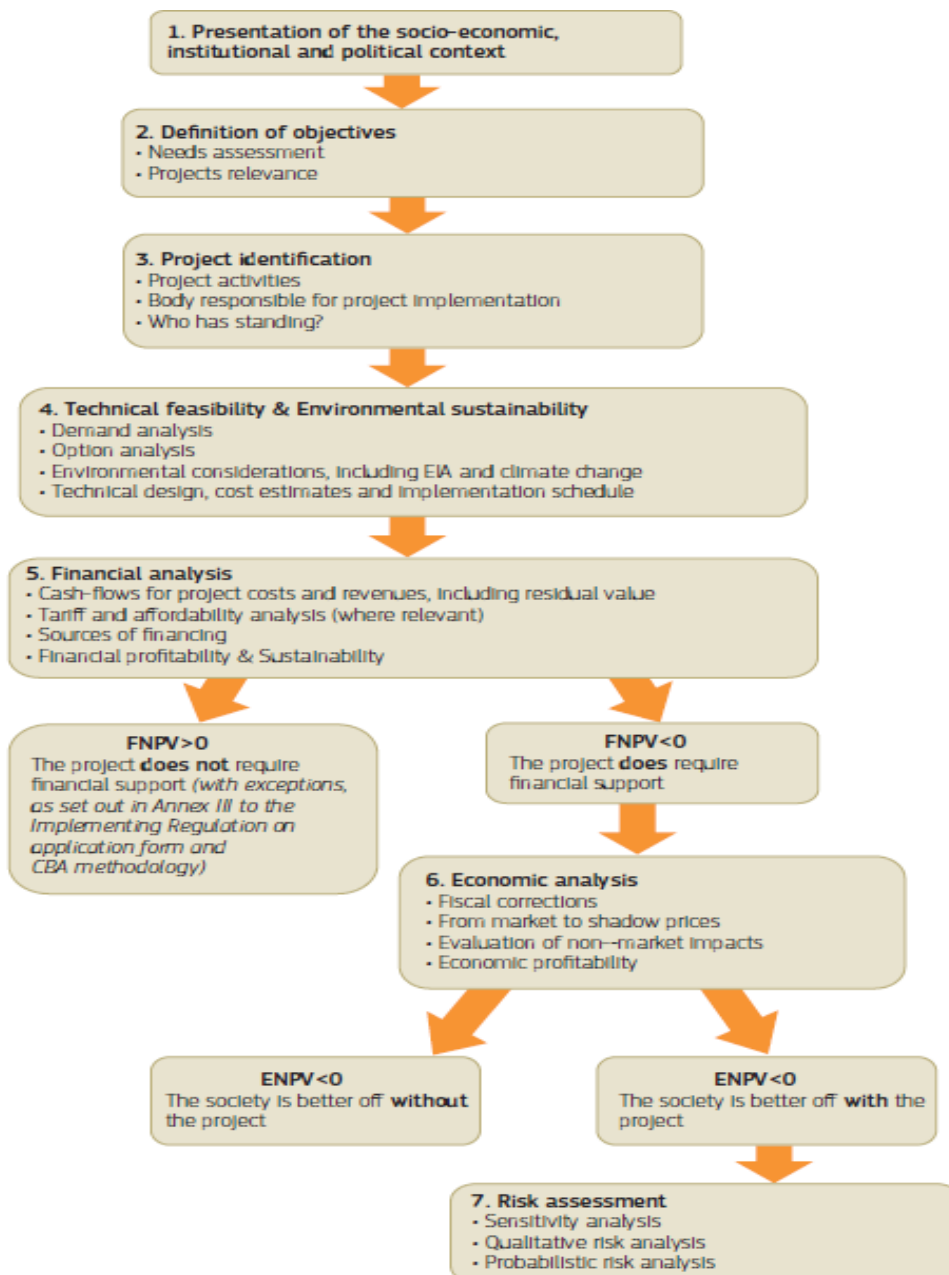 1. Presentation of the socio-economic,
institutional and political context
2. Definition of objectives
• Needs assessment
• Projects relevance
3. Project identification
• Project activities
• Body responsible for project implementation
• Who has standing?
4. Technical feasibility & Environmental sustainability
• Demand analysis
• Option analysis
• Environmental considerations, including EIA and climate change
• Technical design, cost estimates and implementation schedule
5. Financial analysis
• Cash-flows for project costs and revenues, including residual value
• Tariff and affordability analysis (where relevant)
• Sources of financing
• Financial profitability & Sustainability
FNPV>0
The project does not require
financial support (with exceptions,
as set out in Annex III to the
Implementing Regulation on
application form and
CBA methodology)
FNPV<0
The project does require
financial support
6. Economic analysis
• Fiscal corrections
• From market to shadow prices
• Evaluation of non--market impacts
• Economic profitability
ENPV<0
The society is better off without
the project
ENPV<0
The society is better off with the
project
7. Risk assessment
• Sensitivity analysis
• Qualitative risk analysis
• Probabilistic risk analysis